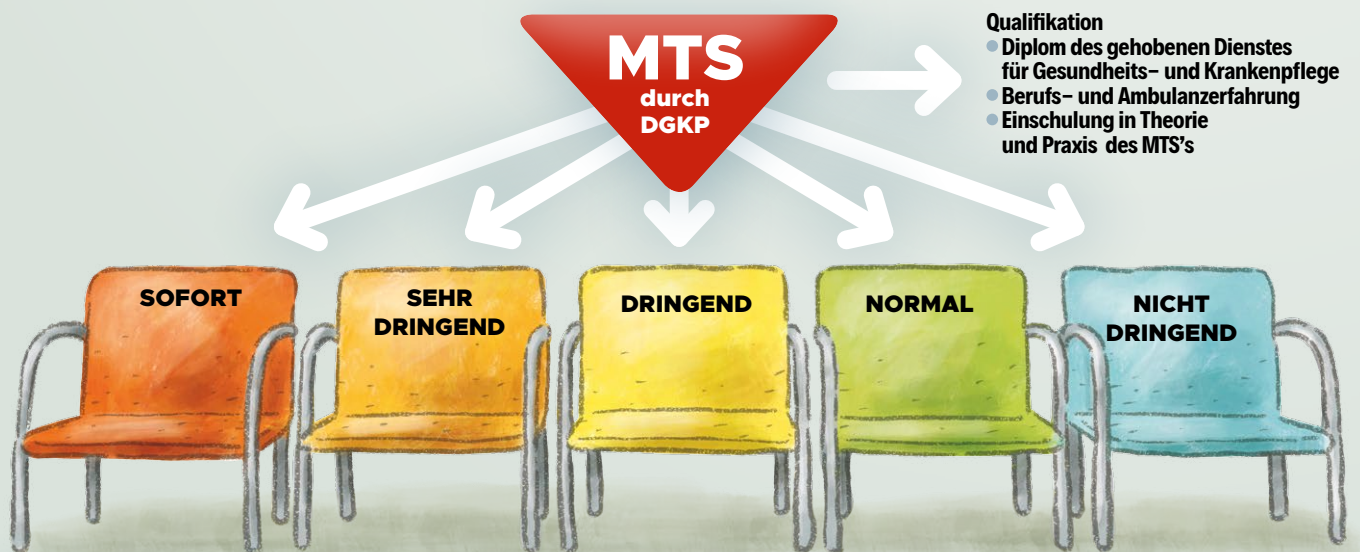 MTS
durch
DGKP
Qualifikation
Diplom des gehobenen Dienstes
für Gesundheits- und Krankenpflege
Berufs- und Ambulanzerfahrung
Einschulung in Theorie
und Praxis des MTS's
SOFORT
SEHR
DRINGEND
DRINGEND
NORMAL
NICHT
DRINGEND